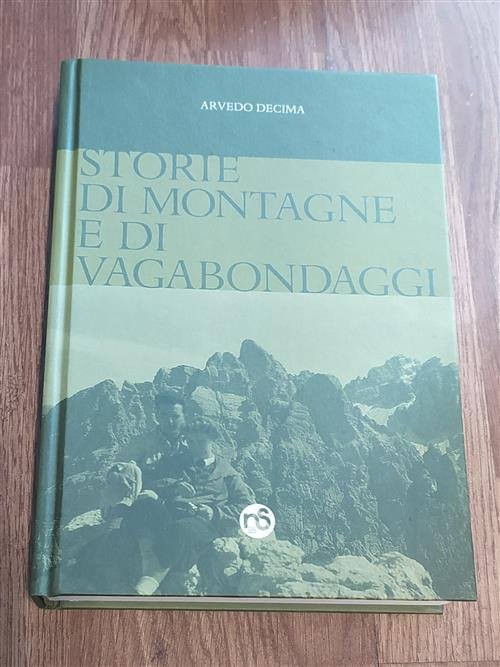 ARVEDO DECIMA
STORIE
DI MONTAGNE
E DI
VAGABONDAGGI